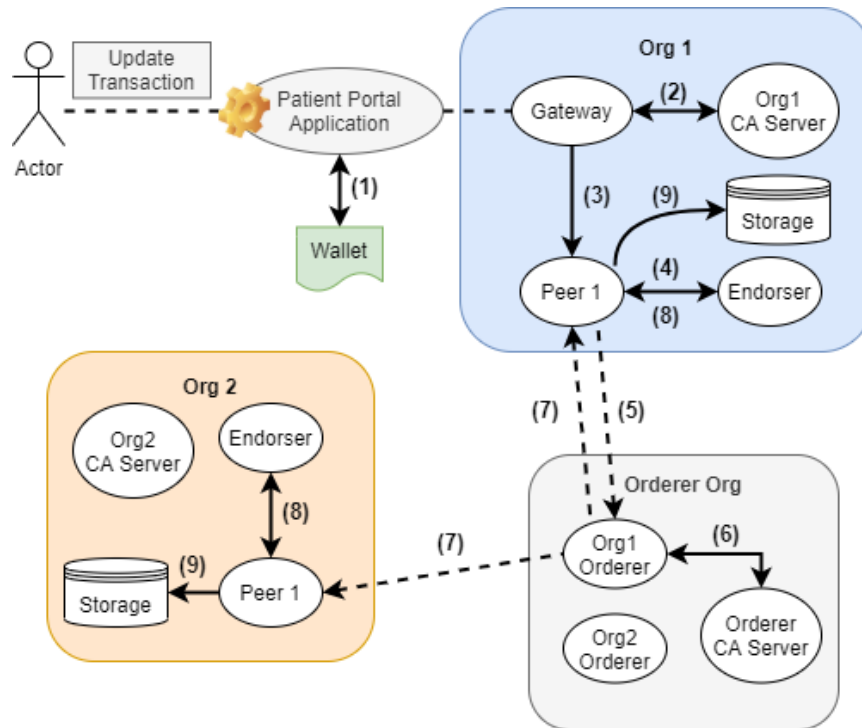 Update
Transaction
Actor
Patient Portal
Application
(1)
Wallet
Org 1
Gateway
(2)
Org1
CA Server
(3)
(9)
Storage
Peer 1
(4)
(8)
Endorser
(7)
(5)
Org 2
Org2
CA Server
Endorser
(8)
(9)
Storage
Peer 1
(7)
Orderer Org
Org1
Orderer
(6)
Org2
Orderer
Orderer
CA Server